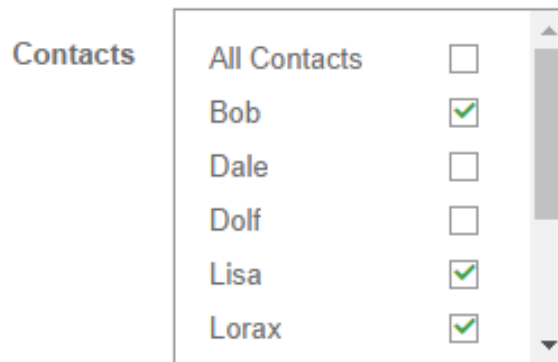 Contacts
All Contacts
Bob
Dale
Dolf
Lisa
Lorax